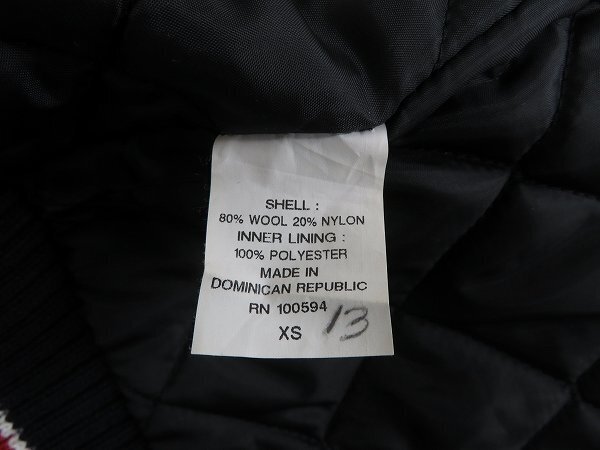 SHELL :
80% WOOL 20% NYLON
INNER LINING :
100% POLYESTER
MADE IN
DOMINICAN REPUBLIC
RN 100594
XS 13